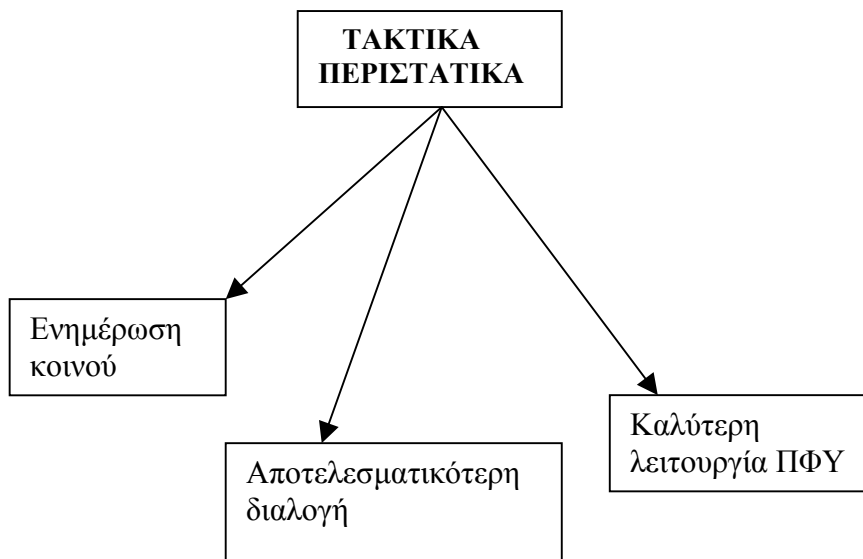 ΤΑΚΤΙΚΑ
ΠΕΡΙΣΤΑΤΙΚΑ
Ενημέρωση
κοινού
Αποτελεσματικότερη
διαλογή
Καλύτερη
λειτουργία ΠΦΥ